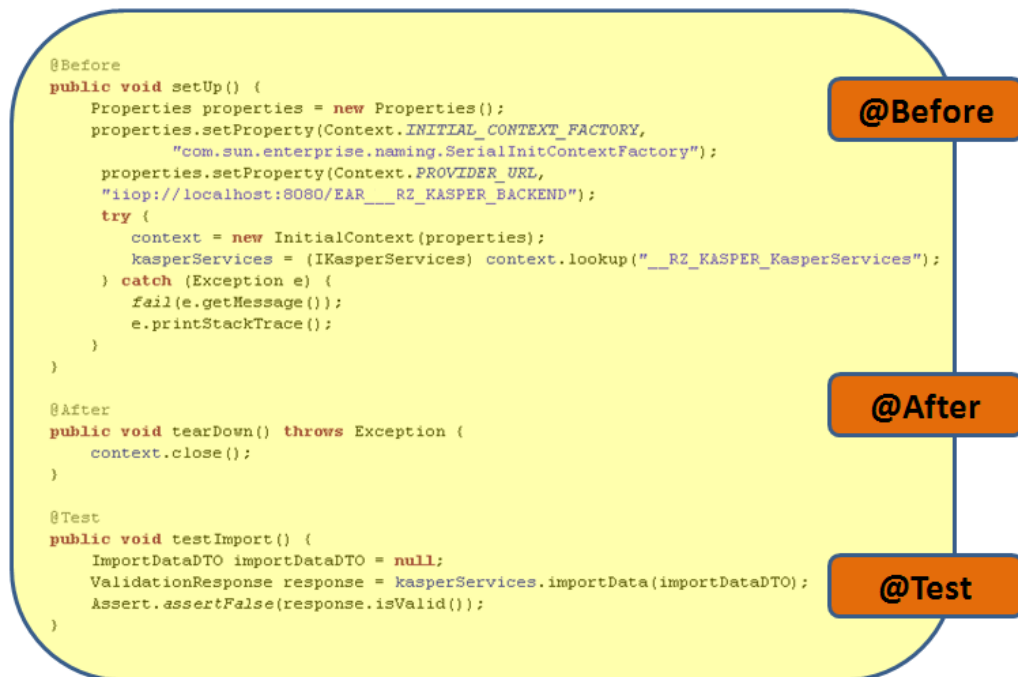 @Before
public void setUp() {
Properties properties = new Properties();
properties.setProperty(Context.INITIAL_CONTEXT_FACTORY,
"com.sun.enterprise.naming.SerialInitContextFactory");
properties.setProperty(Context.PROVIDER_URL,
"iiop://localhost:8080/EAR___RZ_KASPER_BACKEND");
try {
context = new InitialContext(properties);
kasperServices = (IKasperServices) context.lookup("__RZ_KASPER_KasperServices");
} catch (Exception e) {
fail(e.getMessage());
e.printStackTrace();
}
}
@After
public void tearDown() throws Exception {
context.close();
}
@Test
public void testImport() {
ImportDataDTO importDataDTO = null;
ValidationResponse response = kasperServices.importData(importDataDTO);
Assert.assertFalse(response.isValid());
}
@Before
@After
@Test